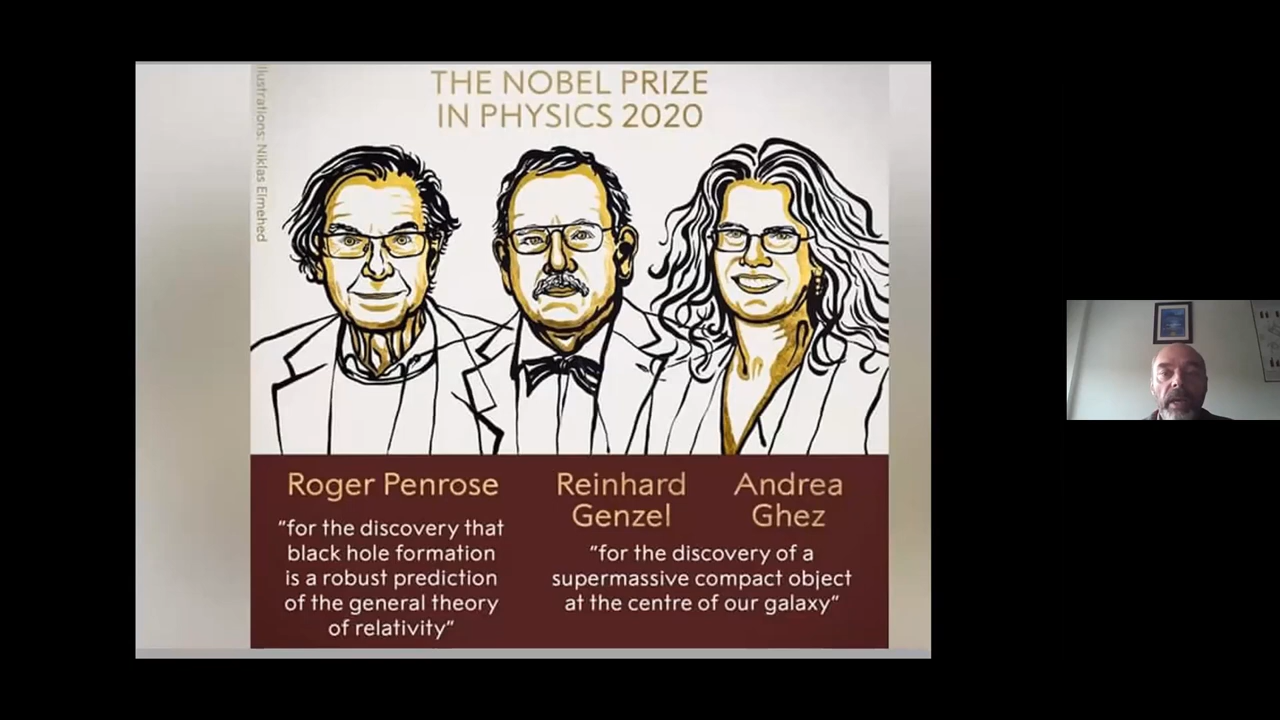 THE NOBEL PRIZE
IN PHYSICS 2020
Illustrations: Niklas Elmehed
Roger Penrose
"for the discovery that
black hole formation
is a robust prediction
of the general theory
of relativity"
Reinhard
Genzel
Andrea
Ghez
"for the discovery of a
supermassive compact object
at the centre of our galaxy"